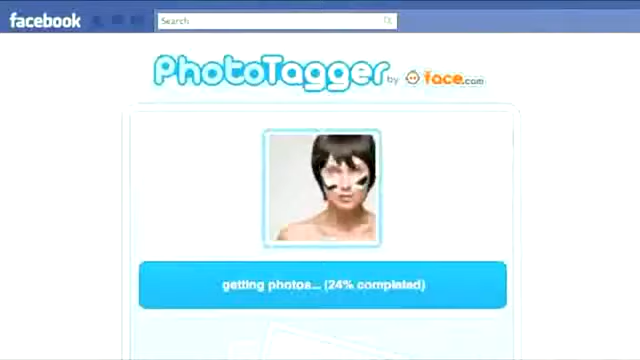 facebook
Search
PhotoTagger by face.com
getting photos... (24% completed)